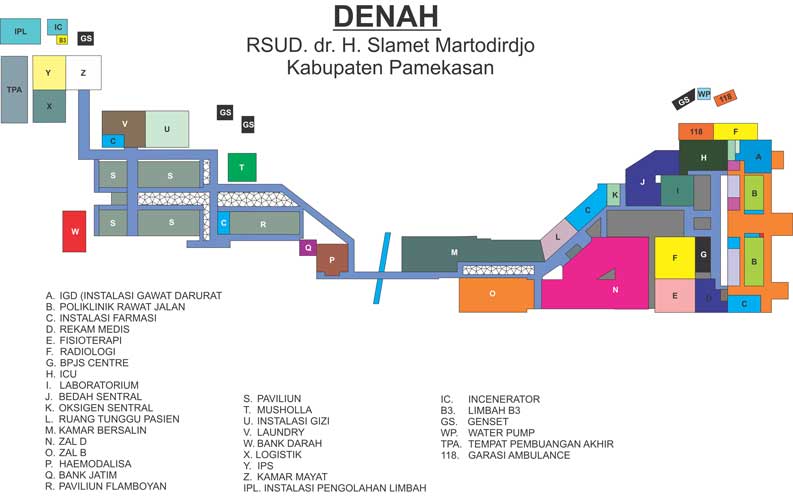 DENAH
RSUD. dr. H. Slamet Martodirdjo
Kabupaten Pamekasan
IPL
IC
B3
GS
TPA
Y
Z
X
V
U
C
GS
GS
T
S
S
S
S
C
R
W
Q
P
M
O
L
C
K
J
I
H
118
F
GS
WP
118
A
B
B
G
F
E
D
C
N
A. IGD (INSTALASI GAWAT DARURAT
B. POLIKLINIK RAWAT JALAN
C. INSTALASI FARMASI
D. REKAM MEDIS
E. FISIOTERAPI
F. RADIOLOGI
G. BPJS CENTRE
H. ICU
I. LABORATORIUM
J. BEDAH SENTRAL
K. OKSIGEN SENTRAL
L. RUANG TUNGGU PASIEN
M. KAMAR BERSALIN
N. ZAL D
O. ZAL B
P. HAEMODALISA
Q. BANK JATIM
R. PAVILIUN FLAMBOYAN
S. PAVILIUN
T. MUSHOLLA
U. INSTALASI GIZI
V. LAUNDRY
W. BANK DARAH
X. LOGISTIK
Y. IPS
Z. KAMAR MAYAT
IPL. INSTALASI PENGOLAHAN LIMBAH
IC. INCENERATOR
B3. LIMBAH B3
GS. GENSET
WP. WATER PUMP
TPA. TEMPAT PEMBUANGAN AKHIR
118. GARASI AMBULANCE